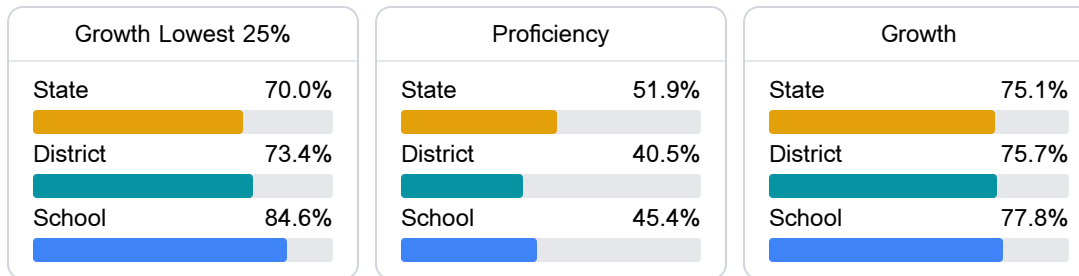 Growth Lowest 25%
State 70.0%
District 73.4%
School 84.6%
Proficiency
State 51.9%
District 40.5%
School 45.4%
Growth
State 75.1%
District 75.7%
School 77.8%